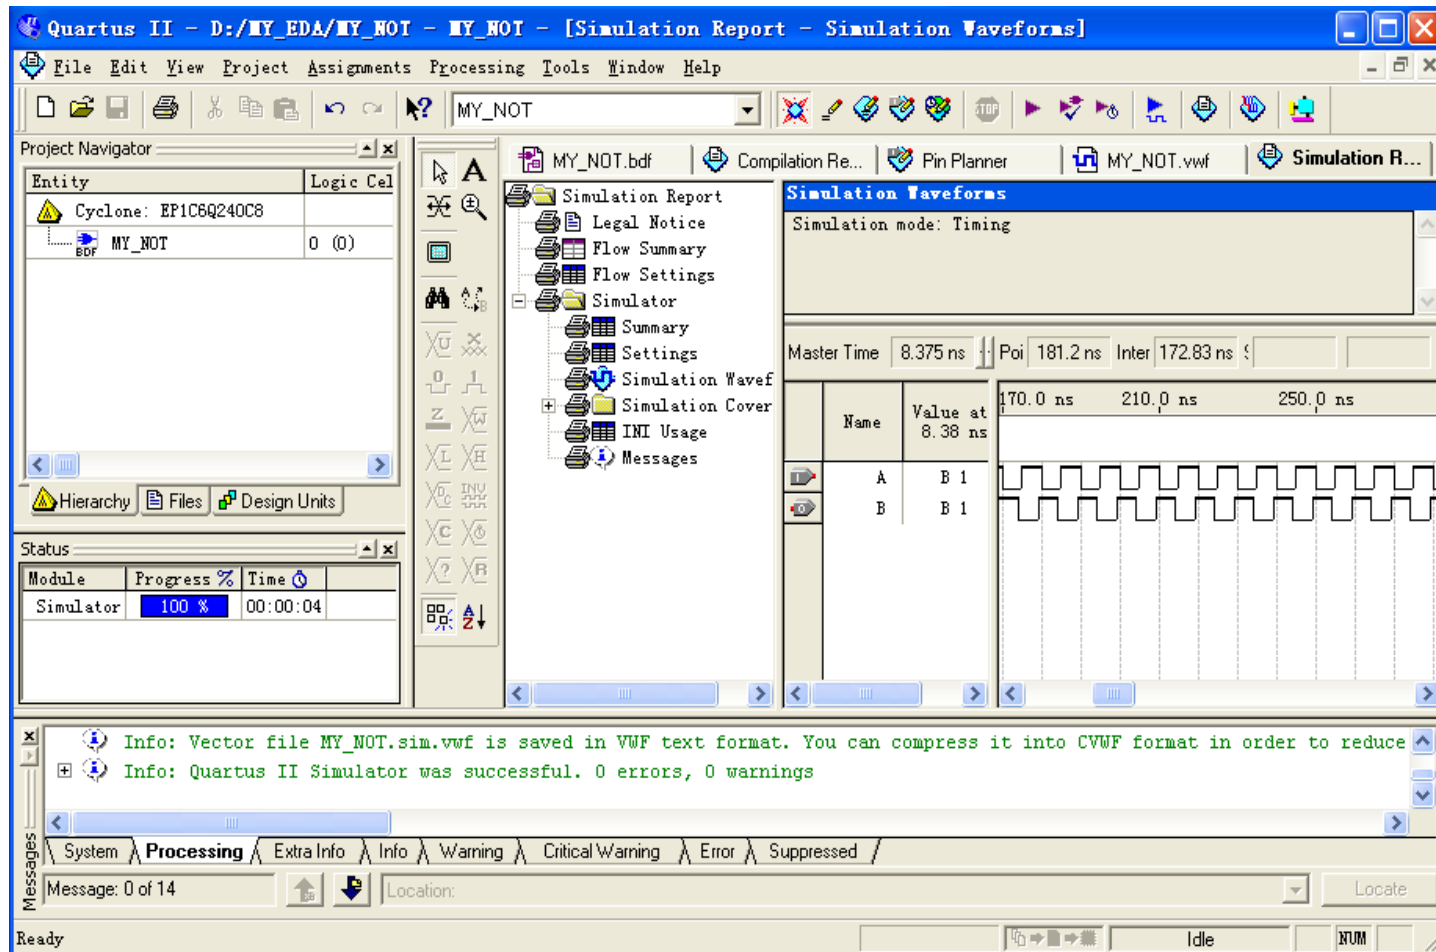 Quartus II - D:/MY_EDA/MY_NOT - MY_NOT - [Simulation Report - Simulation Waveforms]
File Edit View Project Assignments Processing Tools Window Help
MY_NOT
Project Navigator
Entity Logic Cel
Cyclone: EP1C6Q240C8
MY_NOT 0 (0)
Hierarchy Files Design Units
Status
Module Progress % Time
Simulator 100 % 00:00:04
MY_NOT.bdf Compilation Re... Pin Planner MY_NOT.vwf Simulation R...
Simulation Report
Legal Notice
Flow Summary
Flow Settings
Simulator
Summary
Settings
Simulation Wavef
Simulation Cover
INI Usage
Messages
Simulation Waveforms
Simulation mode: Timing
Master Time 8.375 ns Poi 181.2 ns Inter 172.83 ns
Name Value at 8.38 ns
170.0 ns 210.0 ns 250.0 ns
A B 1
B B 1
Info: Vector file MY_NOT.sim.vwf is saved in VWF text format. You can compress it into CVWF format in order to reduce
Info: Quartus II Simulator was successful. 0 errors, 0 warnings
System Processing Extra Info Info Warning Critical Warning Error Suppressed
Messages
Message: 0 of 14 Location: Locate
Ready Idle NUM